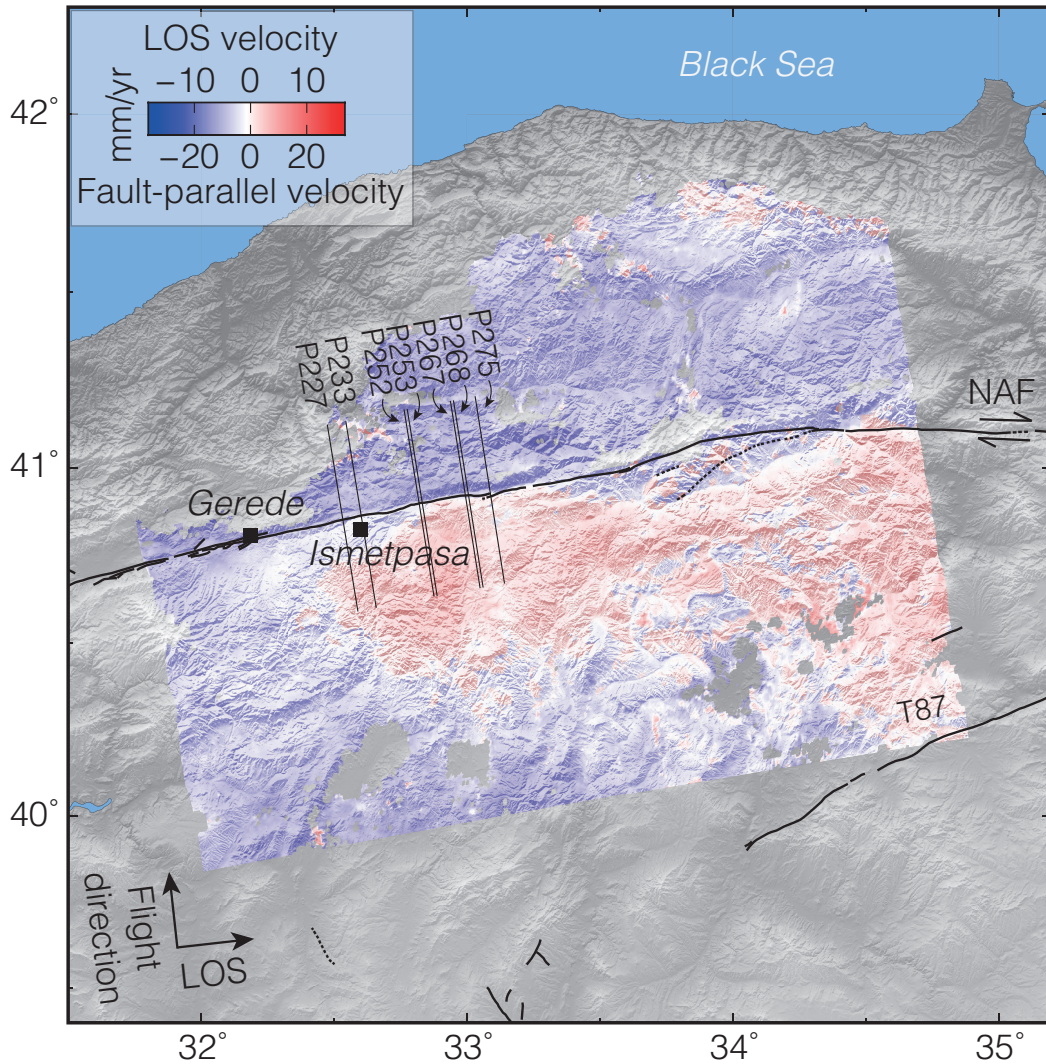 LOS velocity
−10 0 10
mm/yr
−20 0 20
Fault-parallel velocity
Black Sea
42˚
41˚
40˚
P227
P233
P252
P253
P267
P268
P275
NAF
Gerede
Ismetpasa
T87
Flight
direction
LOS
32˚ 33˚ 34˚ 35˚